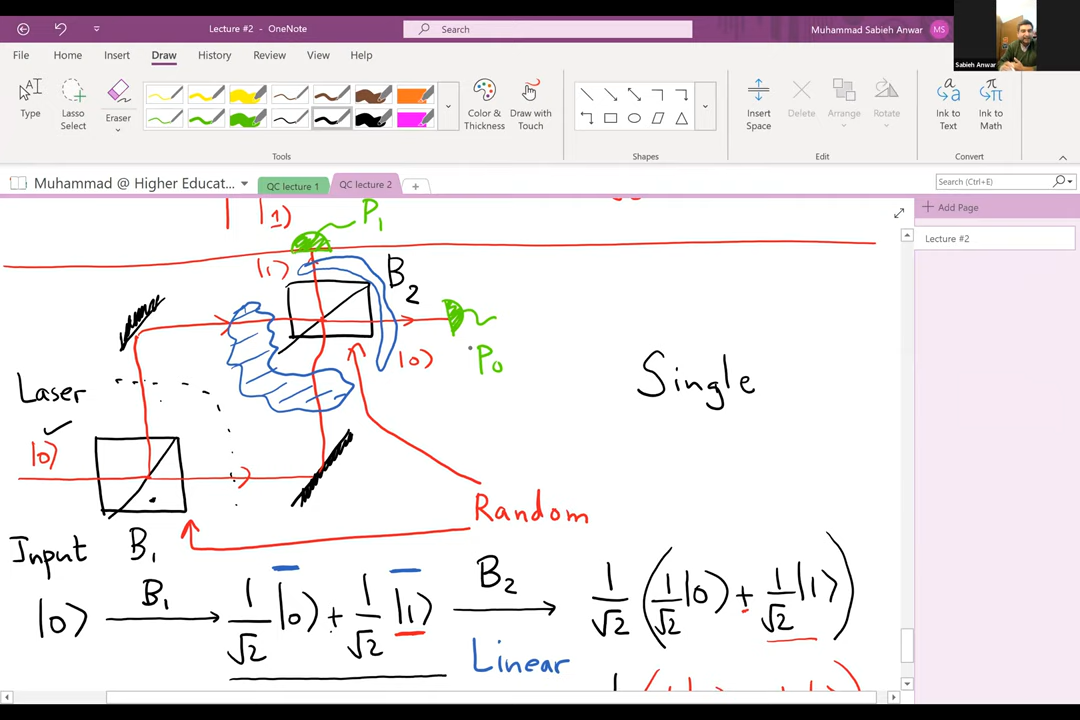 Lecture #2 - OneNote
Search
Muhammad Sabieh Anwar
MS
Sabieh Anwar
File Home Insert Draw History Review View Help
Type
Lasso Select
Eraser
Color & Thickness
Draw with Touch
Insert Space
Delete
Arrange
Rotate
Ink to Text
Ink to Math
Tools
Shapes
Edit
Convert
Muhammad @ Higher Educat...
QC lecture 1
QC lecture 2
Search (Ctrl+E)
Add Page
Lecture #2
P₁
|1⟩
B₂
|0⟩
P₀
Laser
Single
|0⟩
Random
Input
B₁
|0⟩ B₁ 1/√2 |0⟩ + 1/√2 |1⟩ B₂ 1/√2 (1/√2 |0⟩ + 1/√2 |1⟩)
Linear